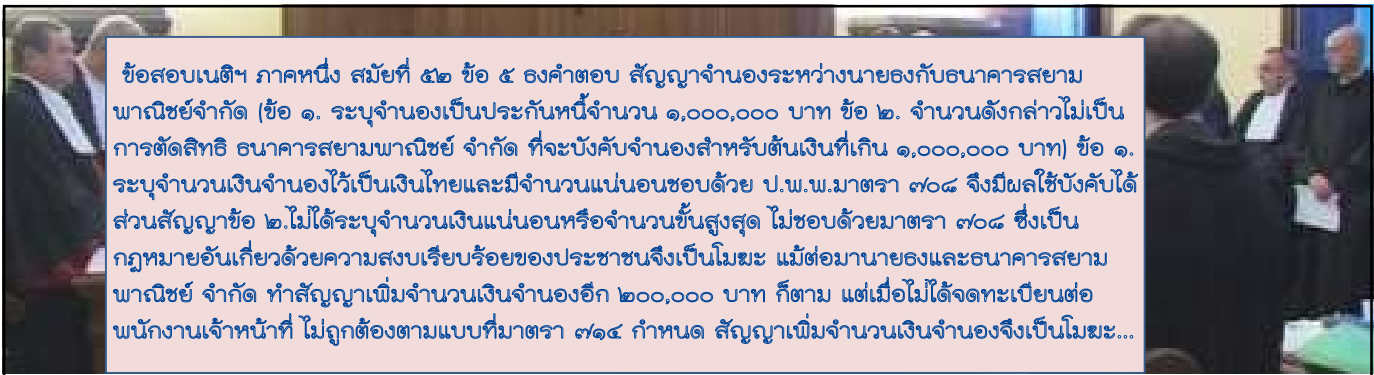 ข้อสอบเนติฯ ภาคหนึ่ง สมัยที่ ๕๒ ข้อ ๕ ธงคำตอบ สัญญาจำนองระหว่างนายธงกับธนาคารสยาม
พาณิชย์จำกัด (ข้อ ๑. ระบุจำนองเป็นประกันหนี้จำนวน ๑,๐๐๐,๐๐๐ บาท ข้อ ๒. จำนวนดังกล่าวไม่เป็น
การตัดสิทธิ ธนาคารสยามพาณิชย์ จำกัด ที่จะบังคับจำนองสำหรับต้นเงินที่เกิน ๑,๐๐๐,๐๐๐ บาท) ข้อ ๑.
ระบุจำนวนเงินจำนองไว้เป็นเงินไทยและมีจำนวนแน่นอนชอบด้วย ป.พ.พ.มาตรา ๗๐๘ จึงมีผลใช้บังคับได้
ส่วนสัญญาข้อ ๒.ไม่ได้ระบุจำนวนเงินแน่นอนหรือจำนวนขั้นสูงสุด ไม่ชอบด้วยมาตรา ๗๐๘ ซึ่งเป็น
กฎหมายอันเกี่ยวด้วยความสงบเรียบร้อยของประชาชนจึงเป็นโมฆะ แม้ต่อมานายธงและธนาคารสยาม
พาณิชย์ จำกัด ทำสัญญาเพิ่มจำนวนเงินจำนองอีก ๒๐๐,๐๐๐ บาท ก็ตาม แต่เมื่อไม่ได้จดทะเบียนต่อ
พนักงานเจ้าหน้าที่ ไม่ถูกต้องตามแบบที่มาตรา ๗๑๔ กำหนด สัญญาเพิ่มจำนวนเงินจำนองจึงเป็นโมฆะ...